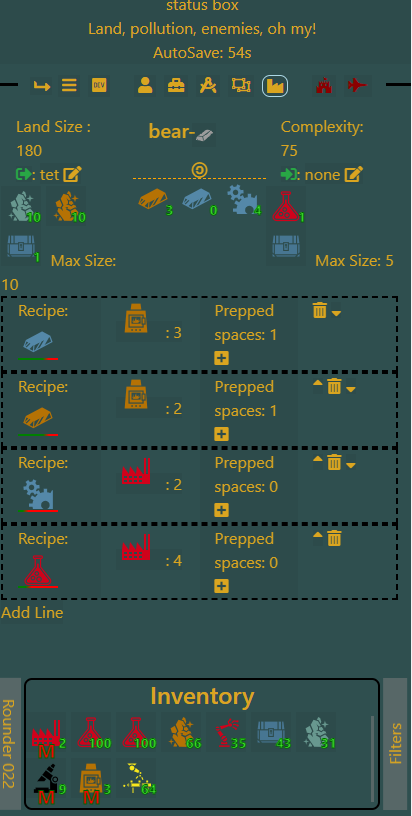 status box
Land, pollution, enemies, oh my!
AutoSave: 54s
DEV
Land Size :
180
bear-
Complexity:
75
: tet
: none
10
10
3
0
4
1
1
Max Size:
10
Max Size: 5
Recipe:
: 3
Prepped
spaces: 1
Recipe:
: 2
Prepped
spaces: 1
Recipe:
: 2
Prepped
spaces: 0
Recipe:
: 4
Prepped
spaces: 0
Add Line
Rounder 022
Inventory
Filters
M 2
100
100
66
35
43
31
M 9
M 3
64